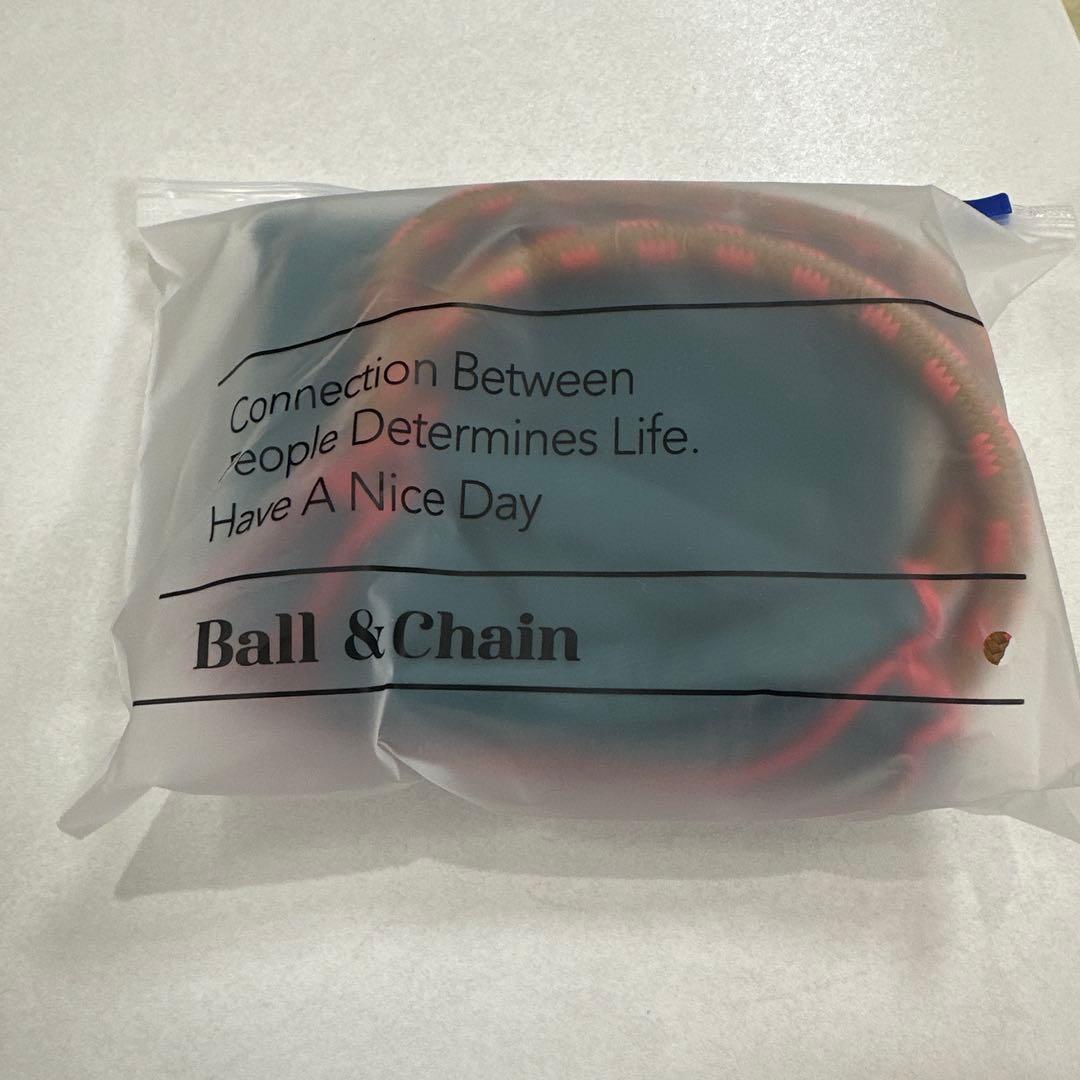 Connection Between
People Determines Life.
Have A Nice Day
Ball & Chain